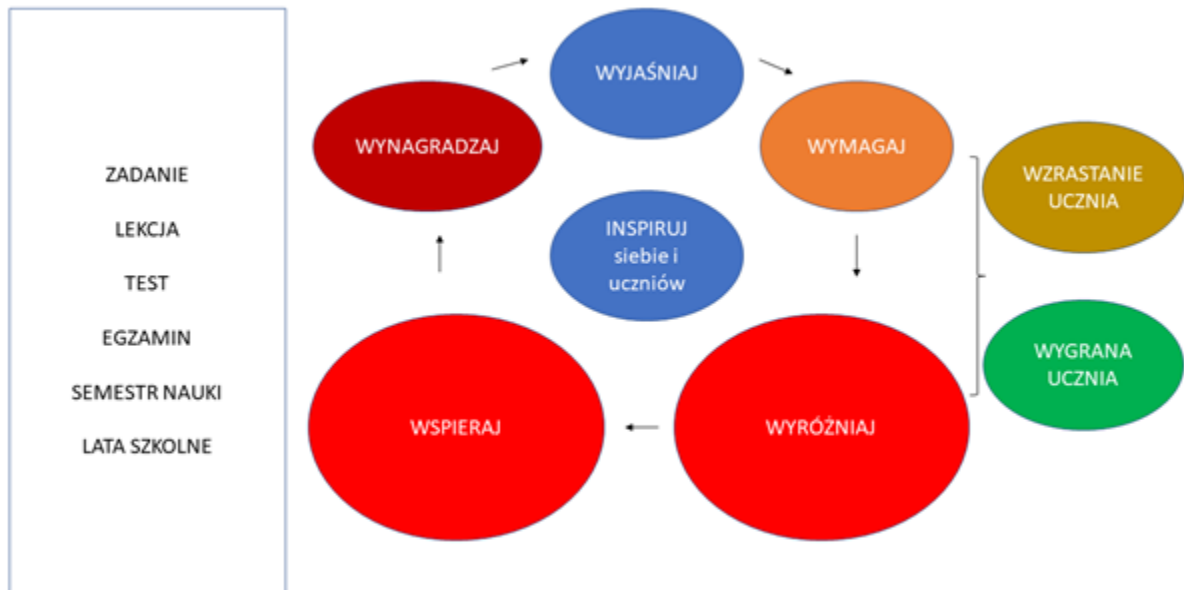 ZADANIE
LEKCJA
TEST
EGZAMIN
SEMESTR NAUKI
LATA SZKOLNE
WYJAŚNIAJ
WYNAGRADZAJ
WYMAGAJ
INSPIRUJ
siebie i
uczniów
WSPIERAJ
WYRÓŻNIAJ
WZRASTANIE
UCZNIA
WYGRANA
UCZNIA